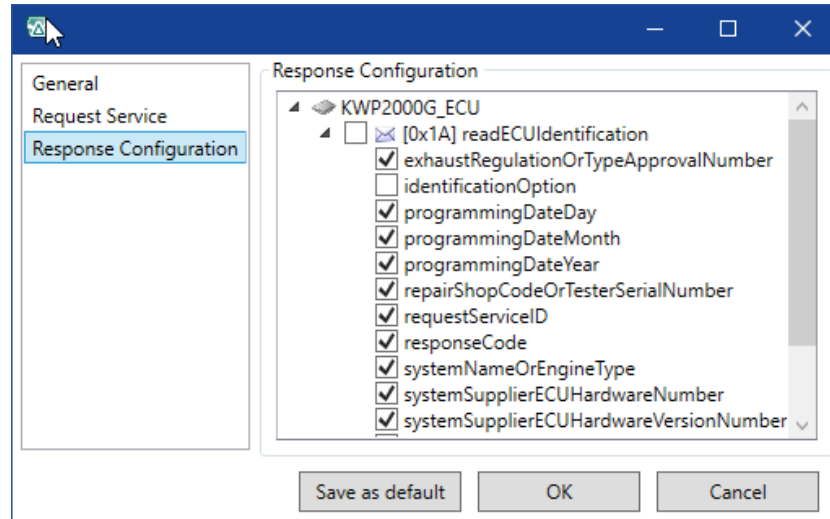 General
Request Service
Response Configuration
Response Configuration
KWP2000G_ECU
[0x1A] readECUIdentification
exhaustRegulationOrTypeApprovalNumber
identificationOption
programmingDateDay
programmingDateMonth
programmingDateYear
repairShopCodeOrTesterSerialNumber
requestServiceID
responseCode
systemNameOrEngineType
systemSupplierECUHardwareNumber
systemSupplierECUHardwareVersionNumber
Save as default
OK
Cancel